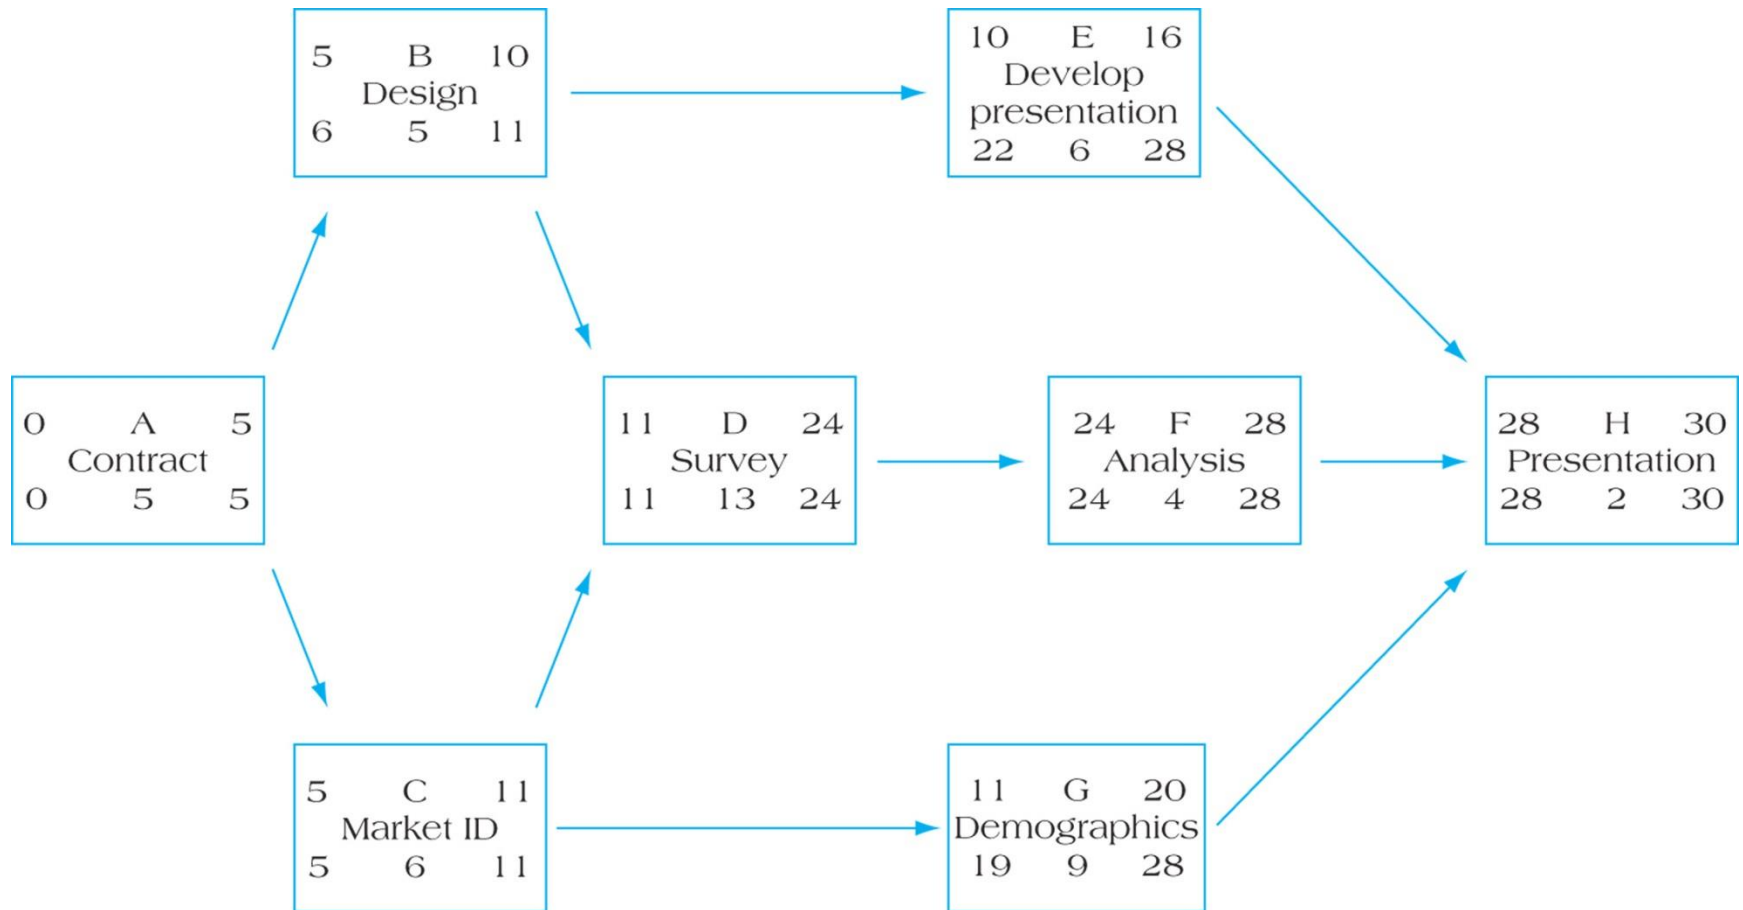 5 B 10
Design
6 5 11
10 E 16
Develop
presentation
22 6 28
0 A 5
Contract
0 5 5
11 D 24
Survey
11 13 24
24 F 28
Analysis
24 4 28
28 H 30
Presentation
28 2 30
5 C 11
Market ID
5 6 11
11 G 20
Demographics
19 9 28